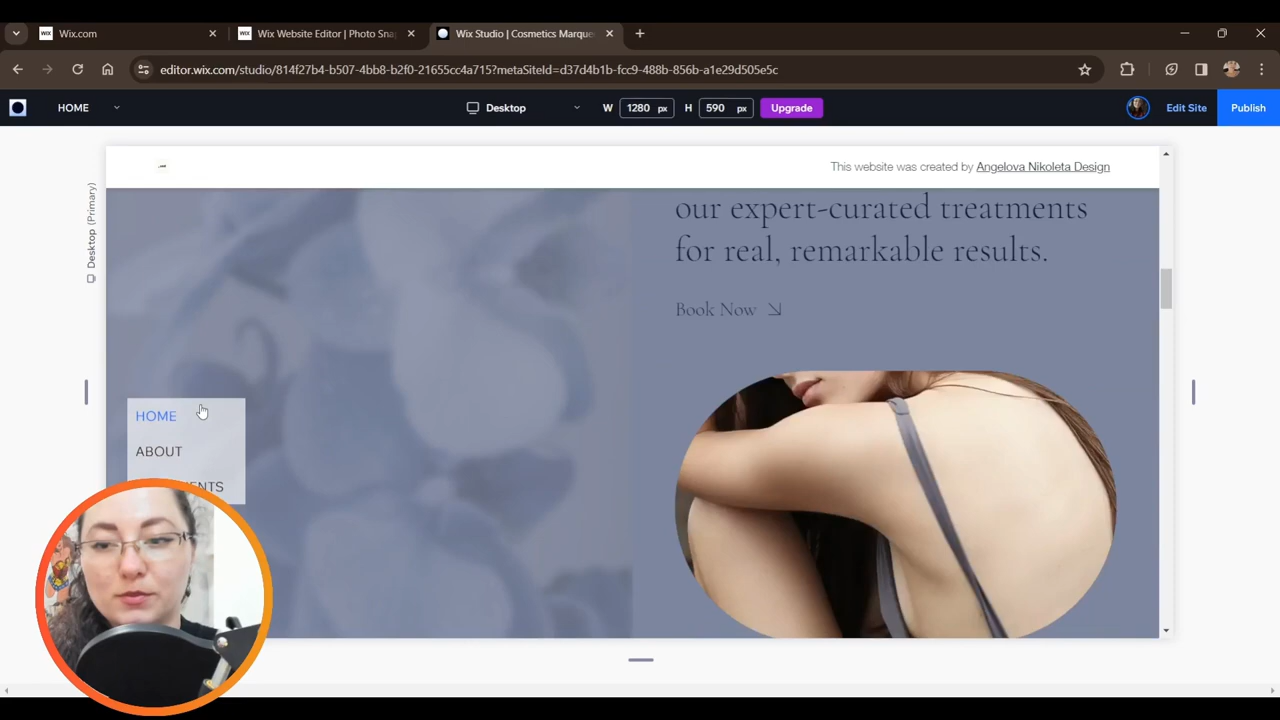 WIX Wix.com
WIX Wix Website Editor | Photo Sna
Wix Studio | Cosmetics Marque
editor.wix.com/studio/814f27b4-b507-4bb8-b2f0-21655cc4a715?metaSiteId=d37d4b1b-fcc9-488b-856b-a1e29d505e5c
HOME
Desktop
W 1280 px H 590 px
Upgrade
Edit Site
Publish
Desktop (Primary)
This website was created by Angelova Nikoleta Design
our expert-curated treatments
for real, remarkable results.
Book Now
HOME
ABOUT
ENTS